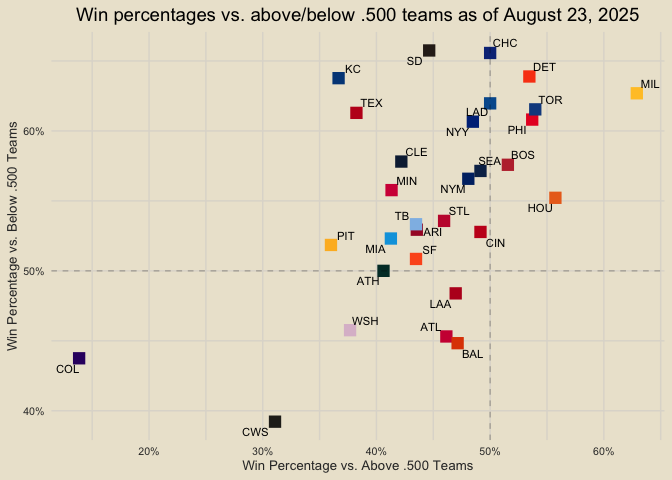 Win percentages vs. above/below .500 teams as of August 23, 2025
CHC
SD
DET
KC
MIL
TEX
TOR
LAD
PHI
NYY
60%
CLE
SEA
BOS
MIN
NYM
HOU
TB
STL
ARI
PIT
MIA
SF
CIN
50%
ATH
LAA
WSH
ATL
BAL
COL
40%
CWS
20%
30%
40%
50%
60%
Win Percentage vs. Above .500 Teams
Win Percentage vs. Below .500 Teams